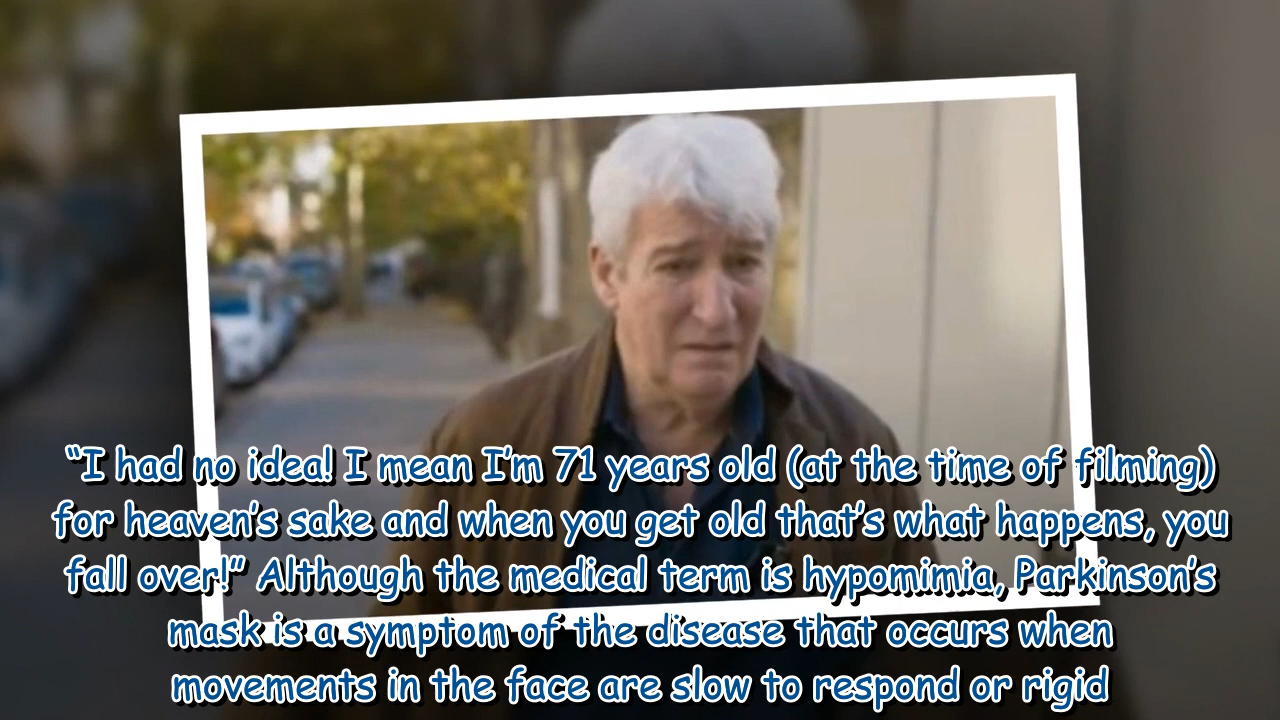 “I had no idea! I mean I’m 71 years old (at the time of filming)
for heaven’s sake and when you get old that’s what happens, you
fall over!” Although the medical term is hypomimia, Parkinson’s
mask is a symptom of the disease that occurs when
movements in the face are slow to respond or rigid